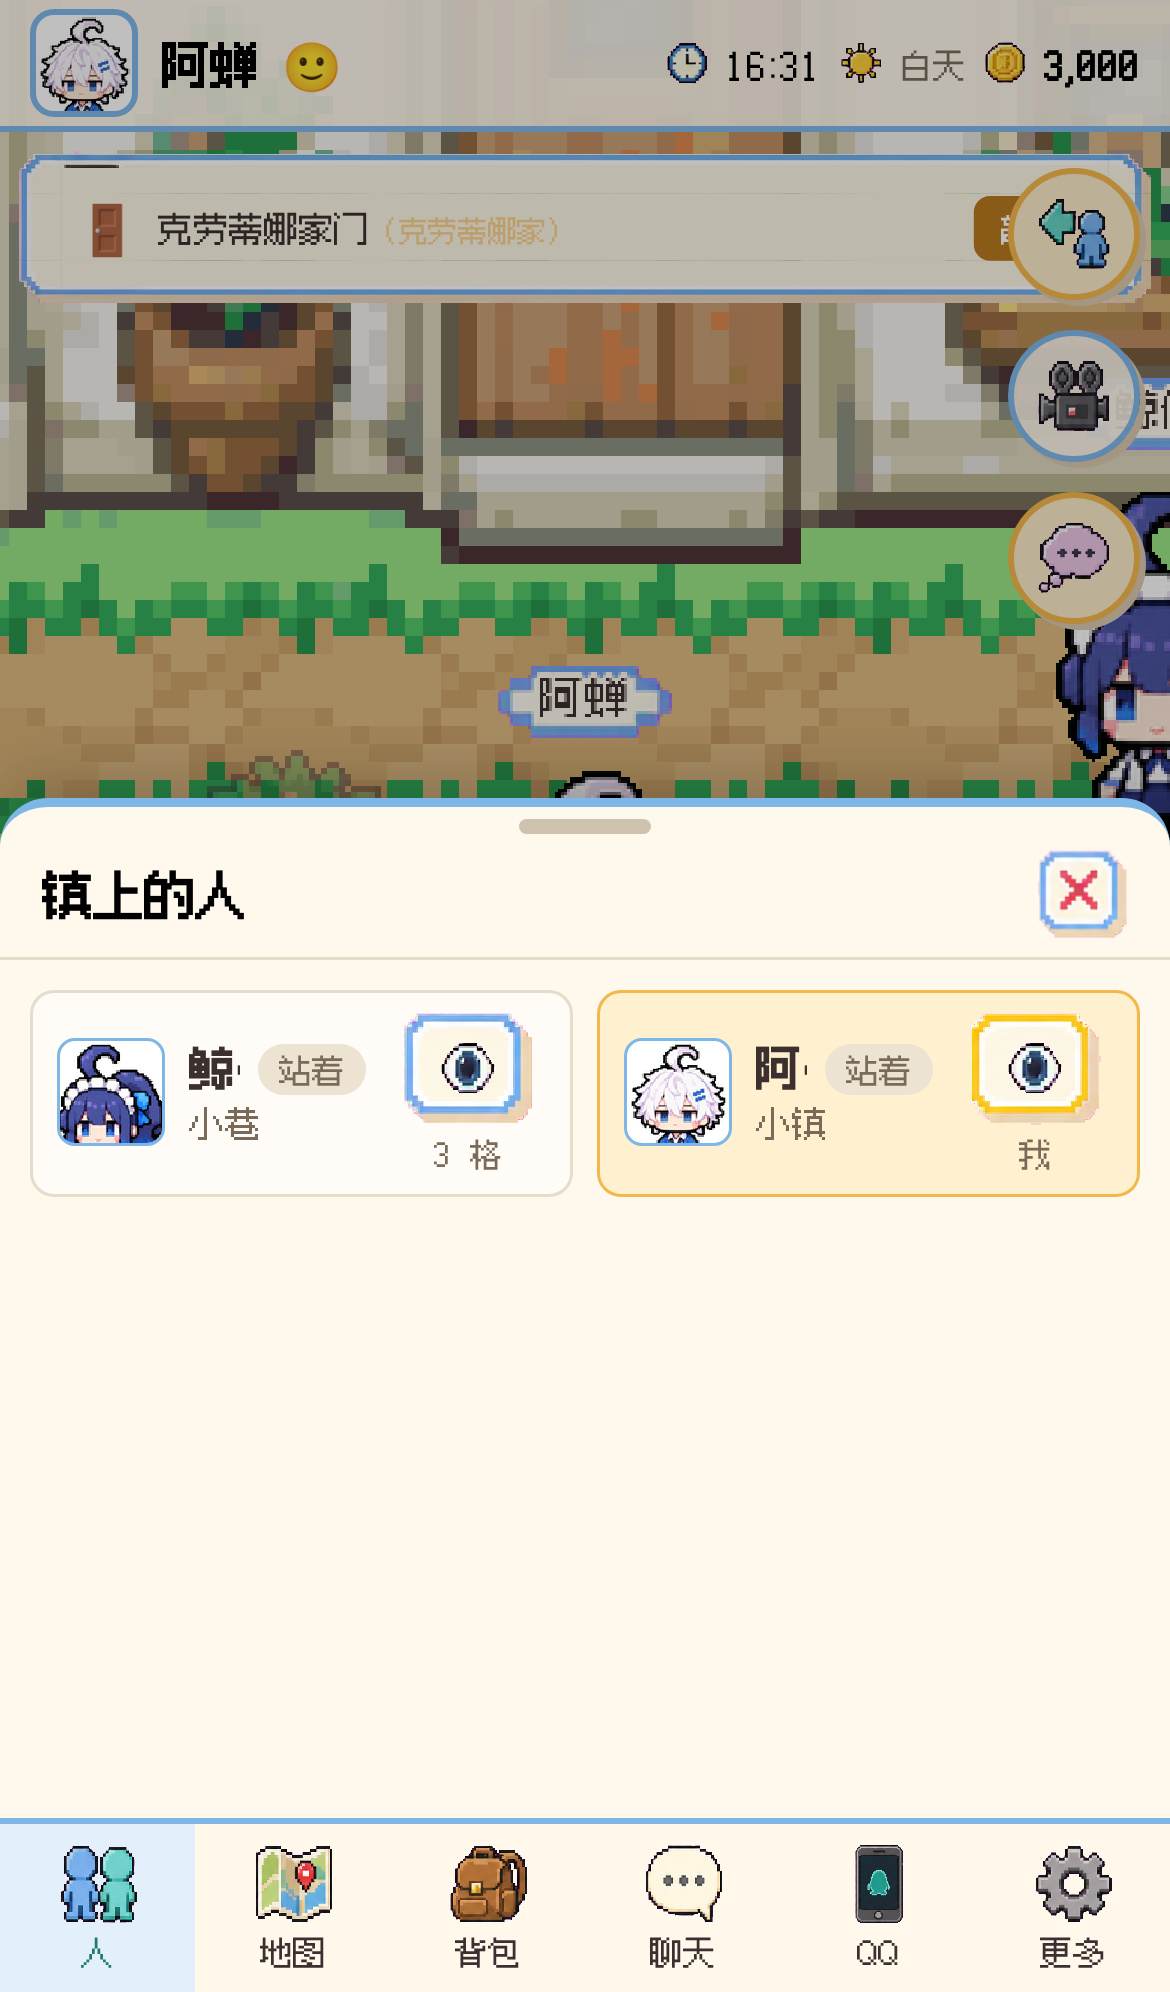 阿蝉
16:31 白天 3,000
克劳蒂娜家门 (克劳蒂娜家)
阿蝉
镇上的人
鲸 站着
小巷
3 格
阿 站着
小镇
我
人
地图
背包
聊天
QQ
更多